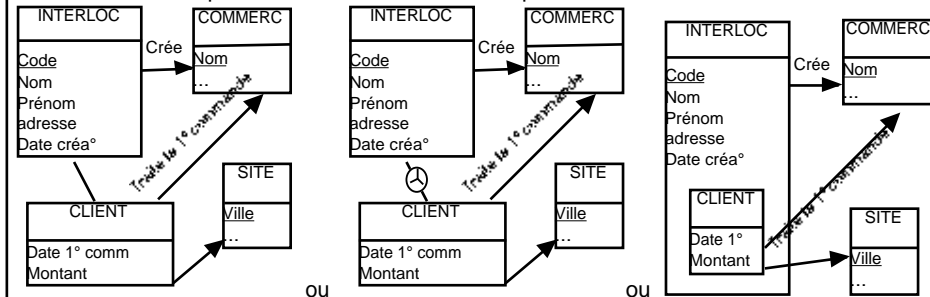 INTERLOC
COMMERC
Crée
Code
Nom
Prénom
adresse
Date créa°
Nom
...
Traite la 1° commande
SITE
Ville
...
CLIENT
Date 1° comm
Montant
ou
INTERLOC
COMMERC
Crée
Code
Nom
Prénom
adresse
Date créa°
Nom
...
Traite la 1° commande
SITE
Ville
...
CLIENT
Date 1° comm
Montant
ou
INTERLOC
COMMERC
Crée
Code
Nom
Prénom
adresse
Date créa°
Nom
...
Traite la 1° commande
CLIENT
Date 1°
Montant
SITE
Ville
...